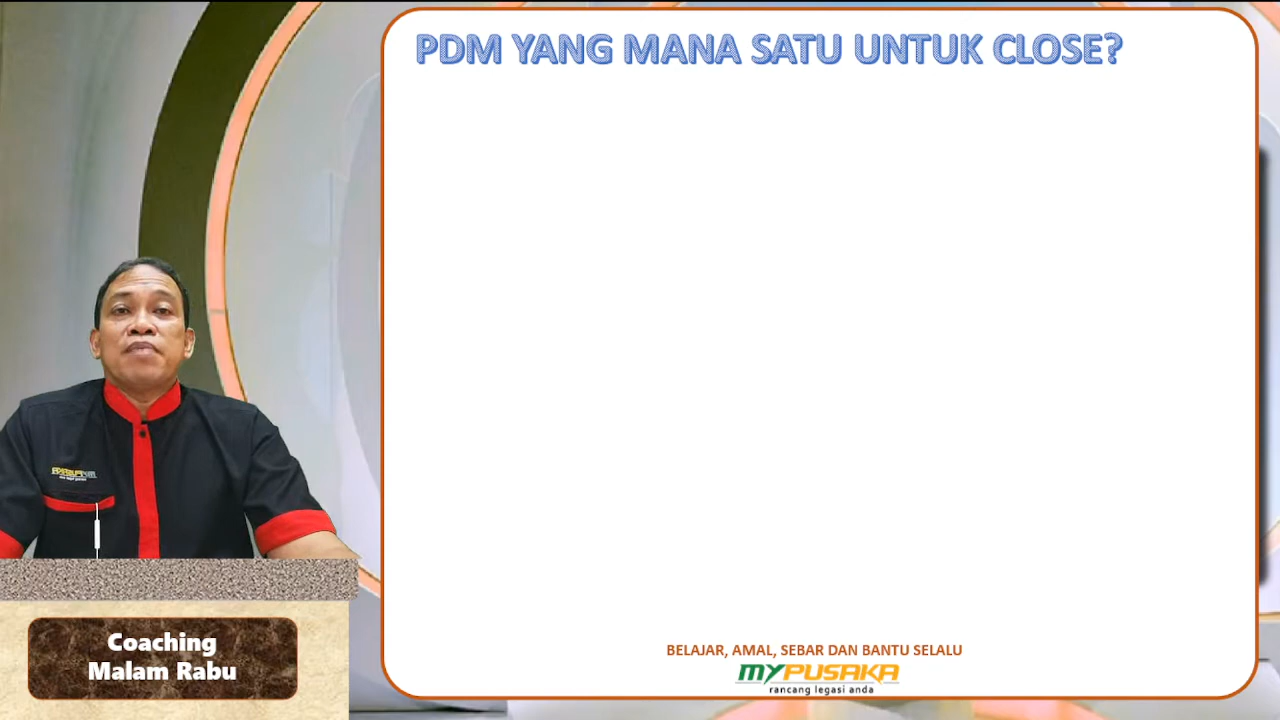 PDM YANG MANA SATU UNTUK CLOSE?
Coaching
Malam Rabu
BELAJAR, AMAL, SEBAR DAN BANTU SELALU
MYPUSAKA
rancang legasi anda